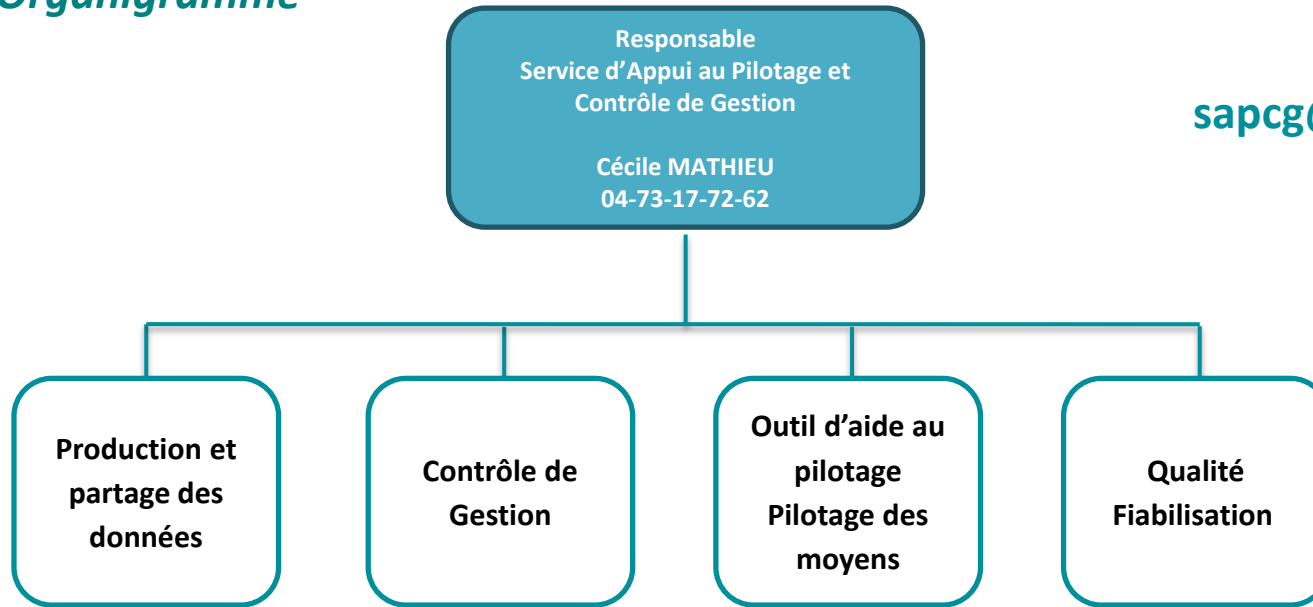 Organigramme
Responsable
Service d’Appui au Pilotage et
Contrôle de Gestion
Cécile MATHIEU
04-73-17-72-62
sapcg@
Production et
partage des
données
Contrôle de
Gestion
Outil d’aide au
pilotage
Pilotage des
moyens
Qualité
Fiabilisation